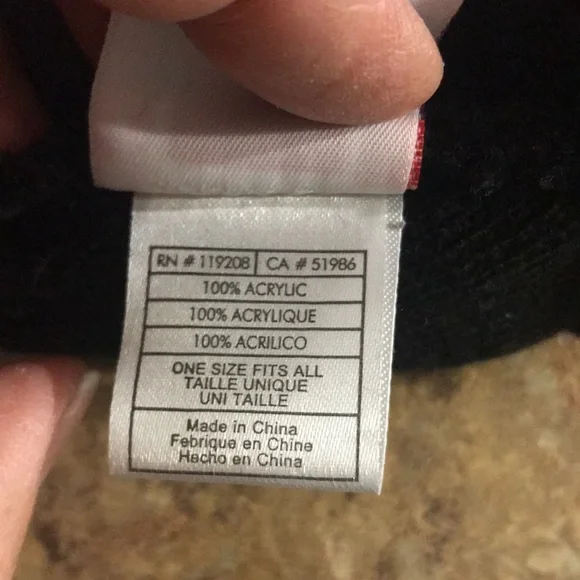 RN # 119208 CA # 51986
100% ACRYLIC
100% ACRYLIQUE
100% ACRILICO
ONE SIZE FITS ALL
TAILLE UNIQUE
UNI TAILLE
Made in China
Febrique en Chine
Hecho en China